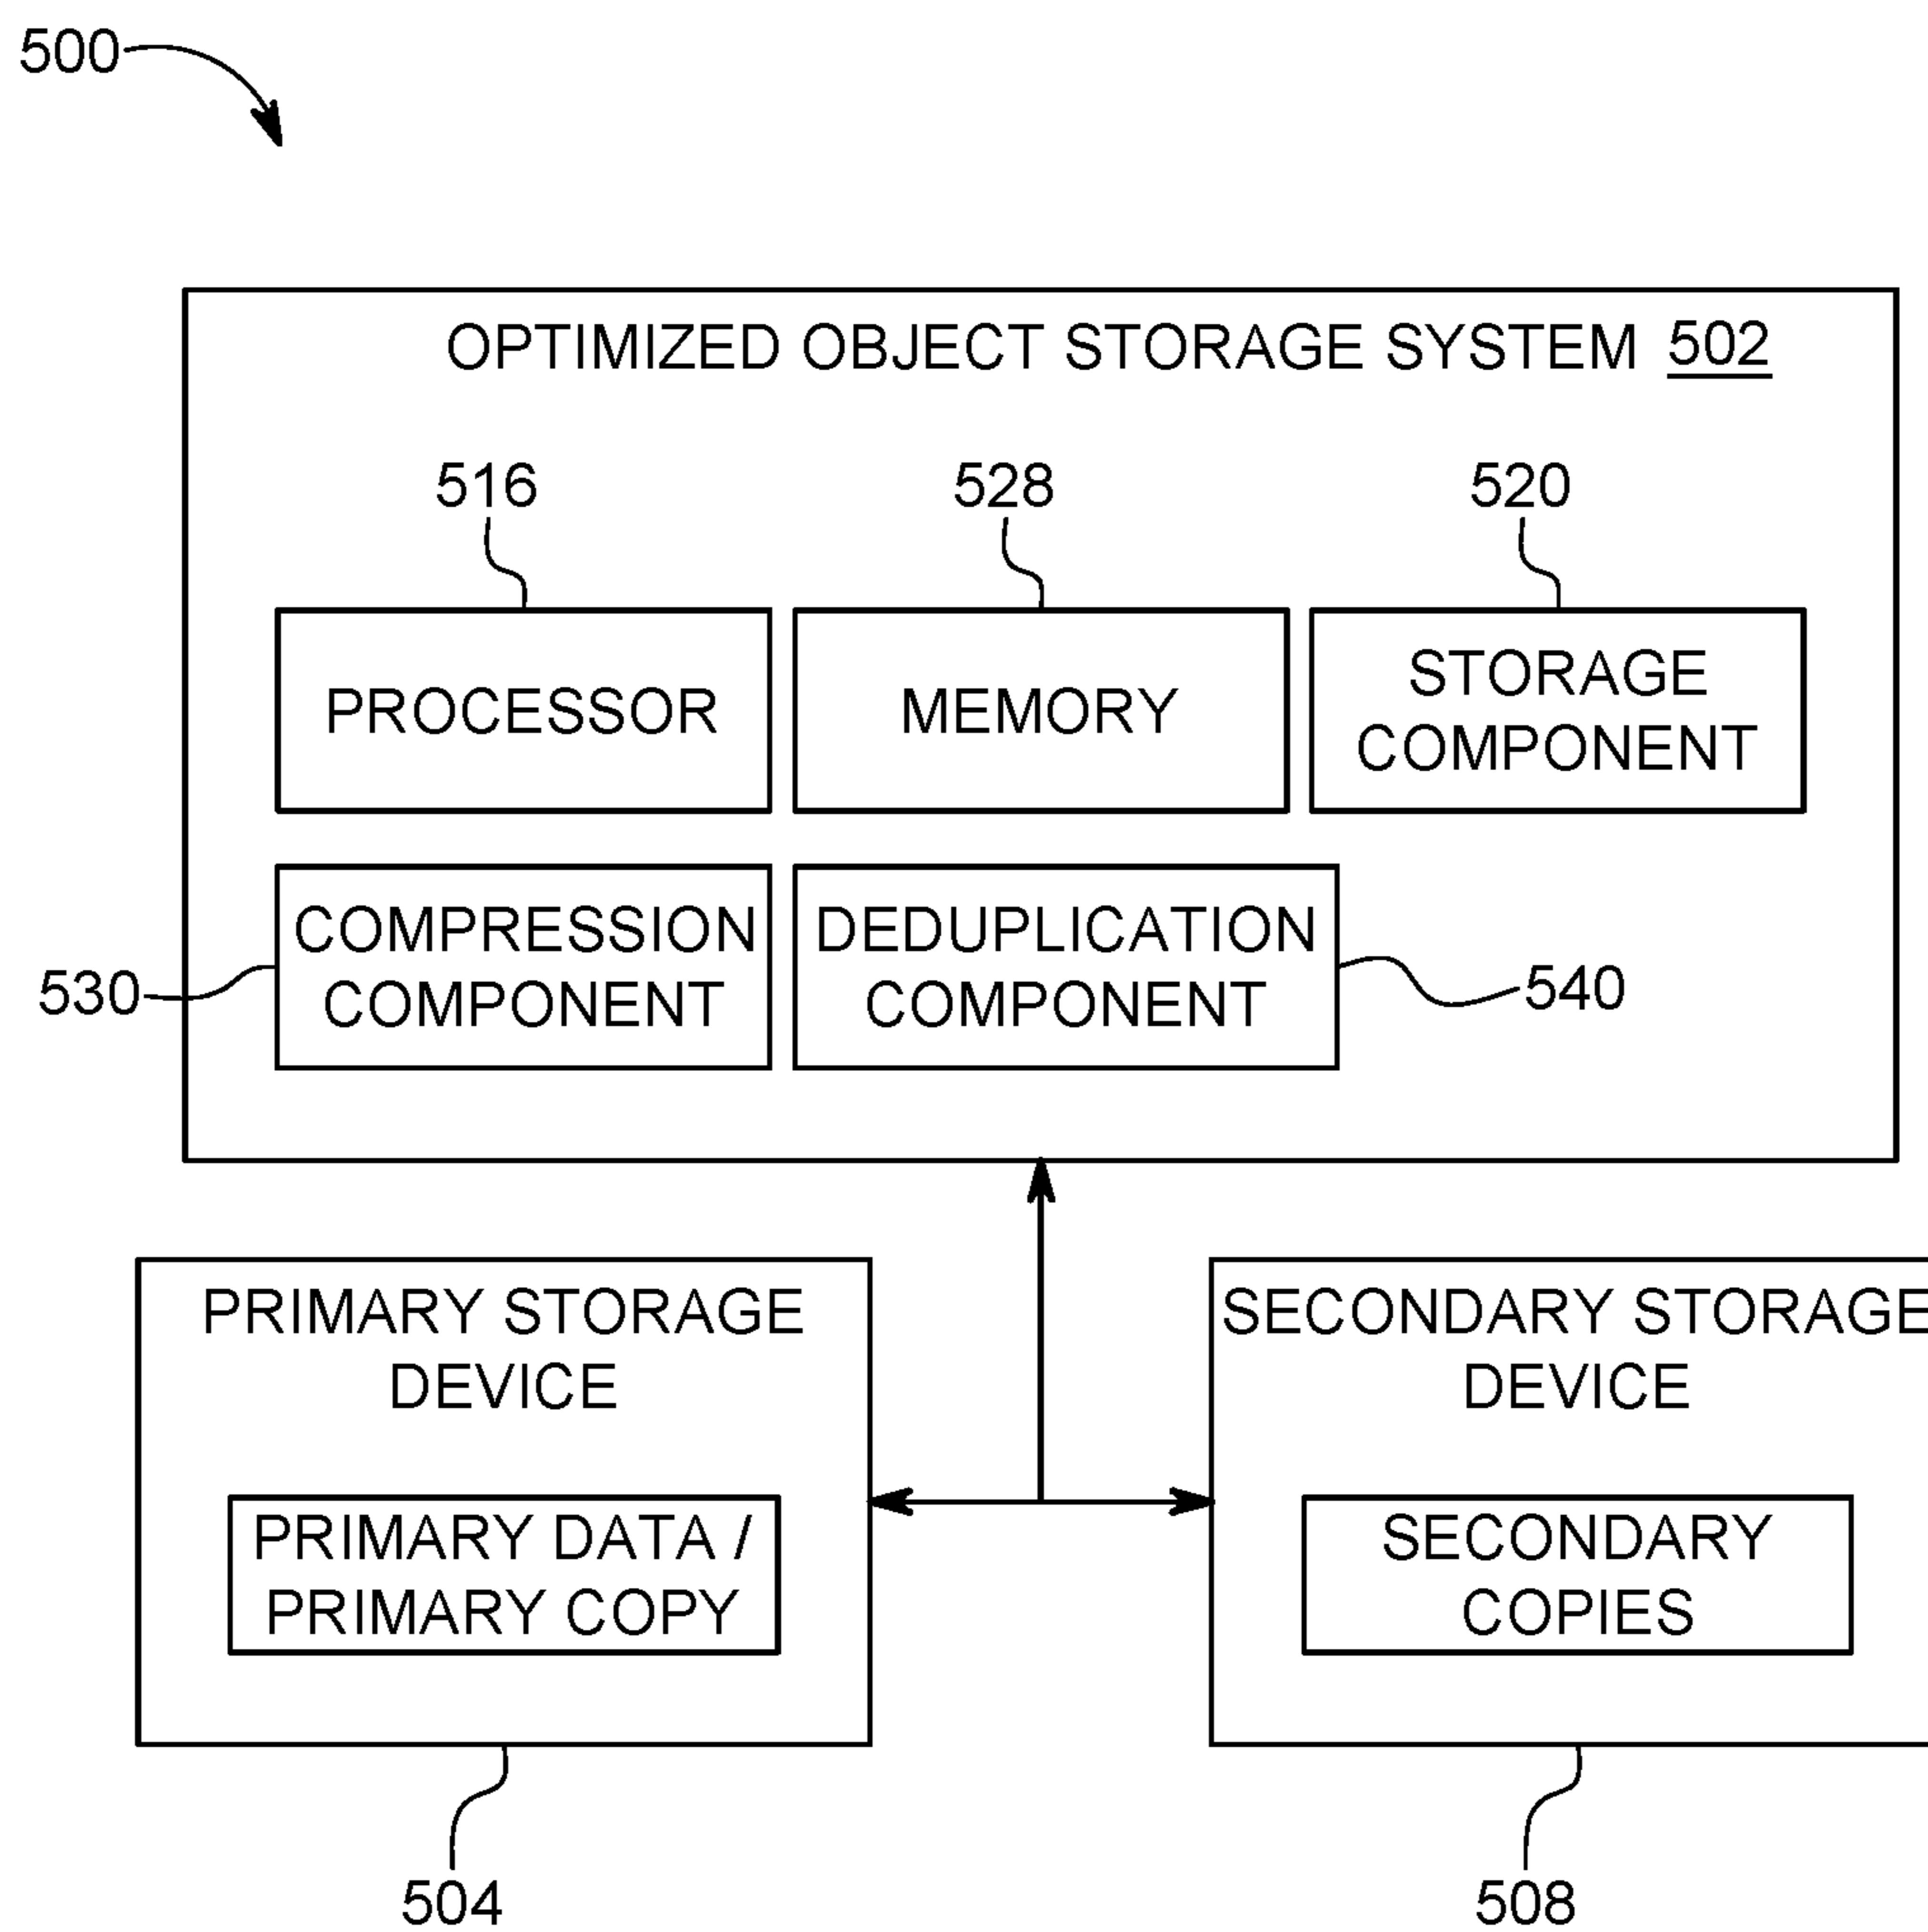 500
OPTIMIZED OBJECT STORAGE SYSTEM 502
516
528
520
PROCESSOR
MEMORY
STORAGE
COMPONENT
COMPRESSION
COMPONENT
DEDUPLICATION
COMPONENT
530
540
PRIMARY STORAGE
DEVICE
PRIMARY DATA /
PRIMARY COPY
SECONDARY STORAGE
DEVICE
SECONDARY
COPIES
504
508